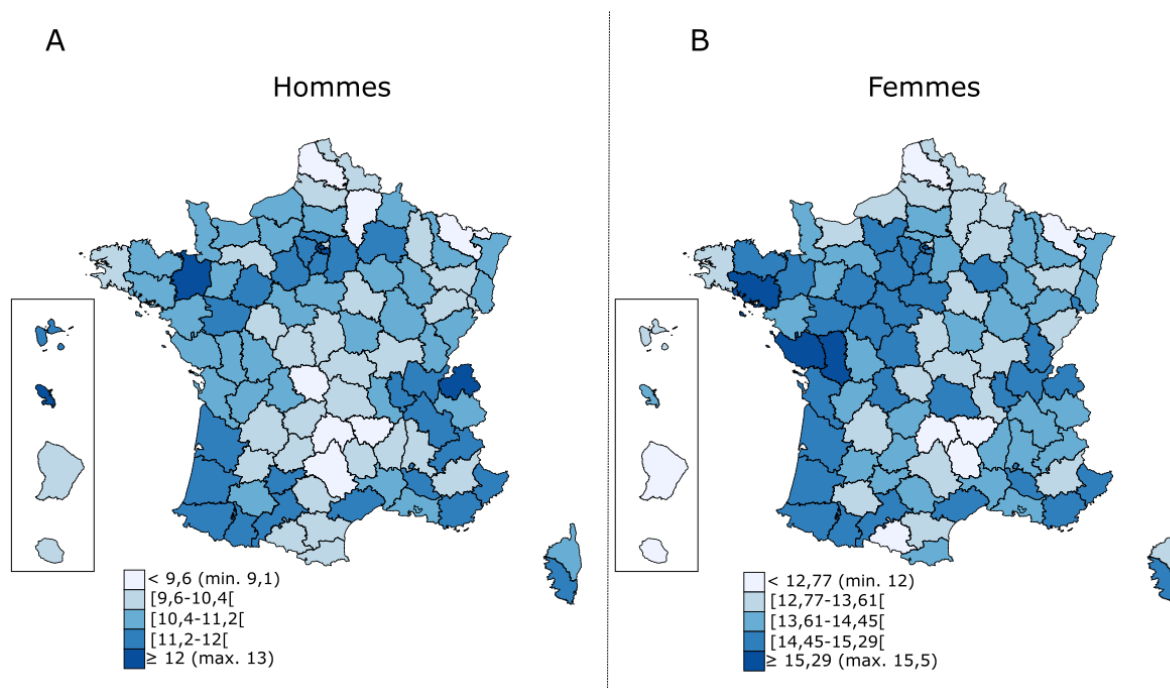 A
Hommes
< 9,6 (min. 9,1)
[9,6-10,4[
[10,4-11,2[
[11,2-12[
≥ 12 (max. 13)
B
Femmes
< 12,77 (min. 12)
[12,77-13,61[
[13,61-14,45[
[14,45-15,29[
≥ 15,29 (max. 15,5)